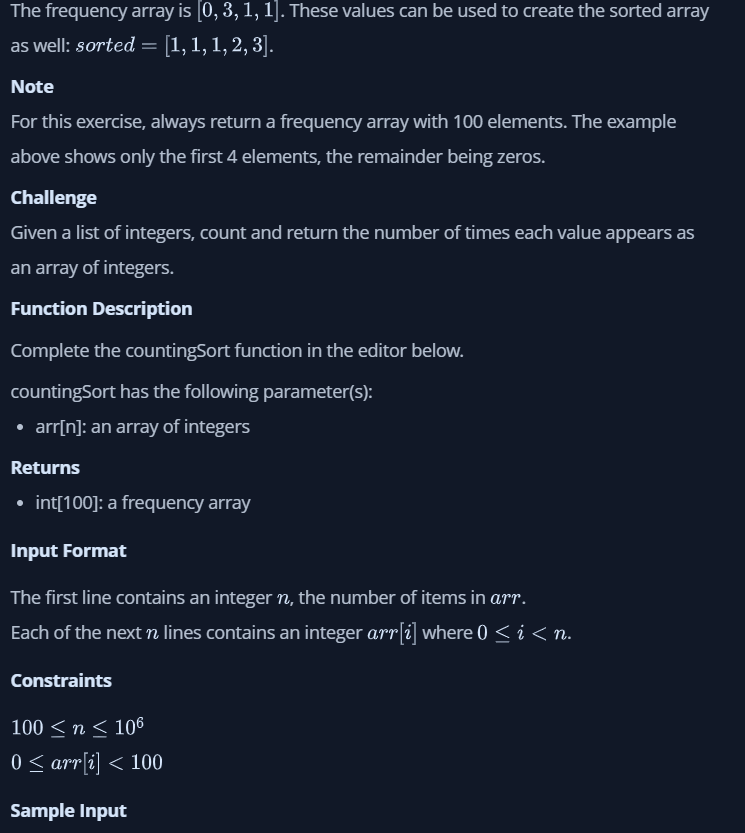 The frequency array is [0, 3, 1, 1]. These values can be used to create the sorted array
as well: sorted = [1, 1, 1, 2, 3].
Note
For this exercise, always return a frequency array with 100 elements. The example
above shows only the first 4 elements, the remainder being zeros.
Challenge
Given a list of integers, count and return the number of times each value appears as
an array of integers.
Function Description
Complete the countingSort function in the editor below.
countingSort has the following parameter(s):
• arr[n]: an array of integers
Returns
• int[100]: a frequency array
Input Format
The first line contains an integer n, the number of items in arr.
Each of the next n lines contains an integer arr[i] where 0 ≤ i < n.
Constraints
100 ≤ n ≤ 10⁶
0 ≤ arr[i] < 100
Sample Input